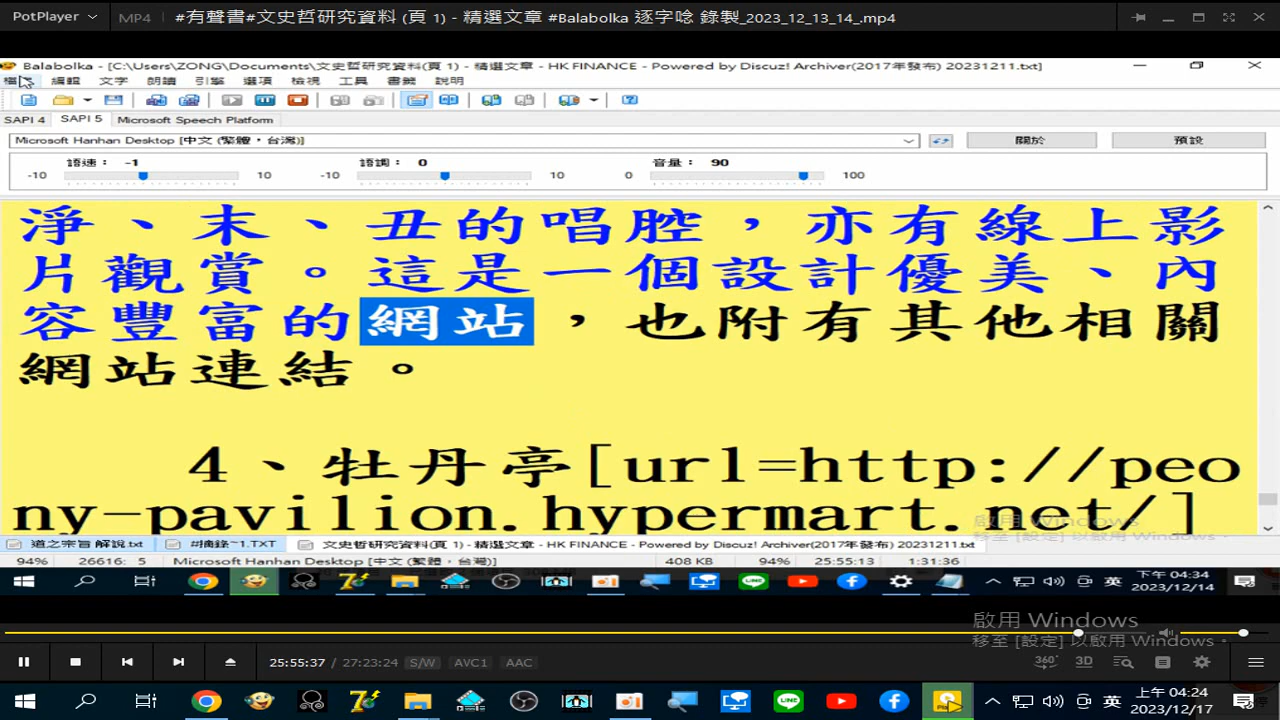 PotPlayer MP4 #有聲書#文史哲研究資料 (頁 1) - 精選文章 #Balabolka 逐字唸 錄製_2023_12_13_14_.mp4
Balabolka - [C:\Users\ZONG\Documents\文史哲研究資料(頁 1) - 精選文章 - HK FINANCE - Powered by Discuz! Archiver(2017年發布) 20231211.txt]
編輯 文字 朗讀 引擎 選項 檢視 工具 書籤 說明
SAPI 4 SAPI 5 Microsoft Speech Platform
Microsoft Hanhan Desktop [中文 (繁體，台灣)] 關於 預設
語速： -1 語調： 0 音量： 90
-10 10 -10 10 0 100
淨、末、丑的唱腔，亦有線上影
片觀賞。這是一個設計優美、內
容豐富的網站，也附有其他相關
網站連結。
4、牡丹亭[url=http://peo
ny-pavilion.hypermart.net/]
啟用 Windows
移至 [設定] 以啟用 Windows。
道之宗旨 解說.txt #摘錄~1.TXT 文史哲研究資料(頁 1) - 精選文章 - HK FINANCE - Powered by Discuz! Archiver(2017年發布) 20231211.txt
94% 26616: 5 Microsoft Hanhan Desktop [中文 (繁體，台灣)] 408 KB 94% 25:55:13 1:31:36
英 下午 04:34
2023/12/14
啟用 Windows
移至 [設定] 以啟用 Windows。
25:55:37 / 27:23:24 S/W AVC1 AAC 360° 3D
英 上午 04:24
2023/12/17